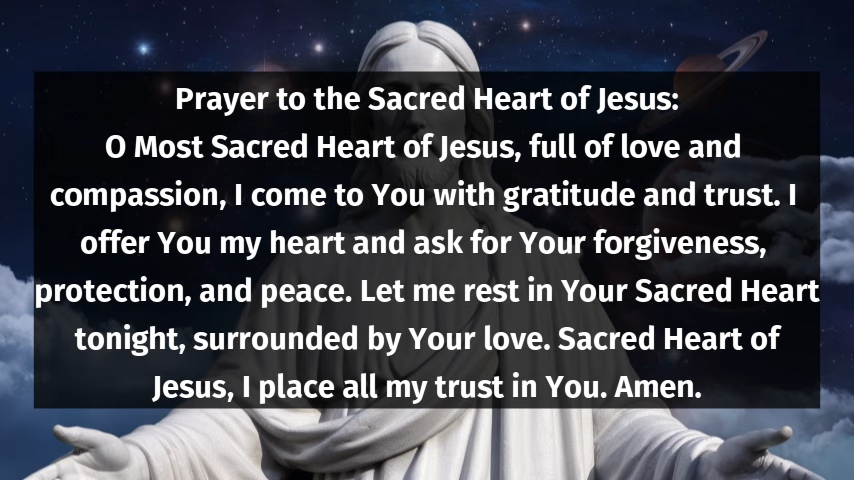 Prayer to the Sacred Heart of Jesus:
O Most Sacred Heart of Jesus, full of love and
compassion, I come to You with gratitude and trust. I
offer You my heart and ask for Your forgiveness,
protection, and peace. Let me rest in Your Sacred Heart
tonight, surrounded by Your love. Sacred Heart of
Jesus, I place all my trust in You. Amen.